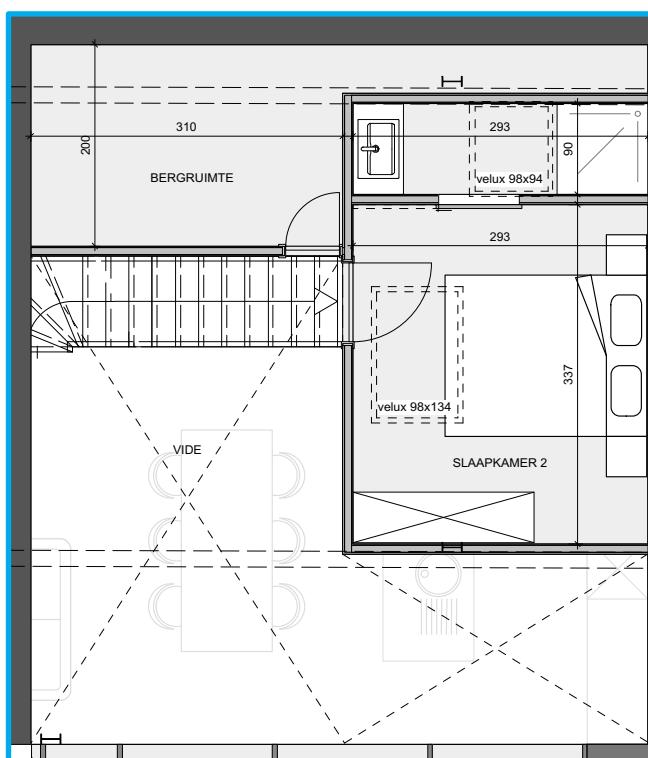 310
293
200
90
BERGRUIMTE
velux 98x94
293
337
velux 98x134
VIDE
SLAAPKAMER 2